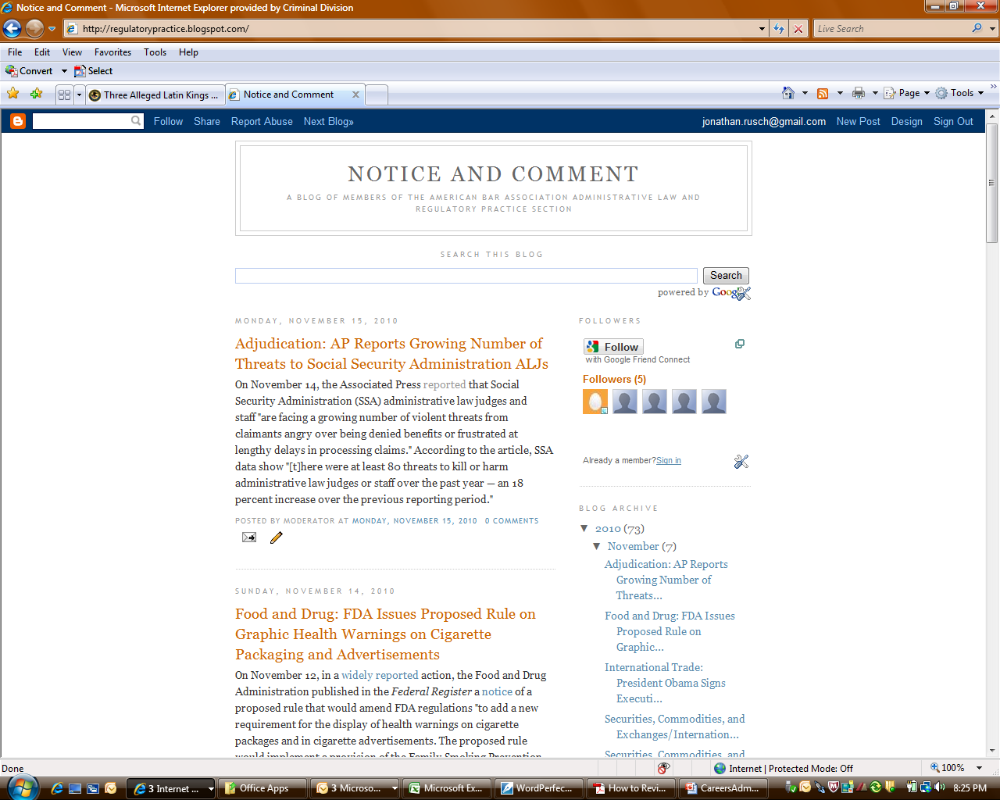 Notice and Comment - Microsoft Internet Explorer provided by Criminal Division
http://regulatorypractice.blogspot.com/
Live Search
File Edit View Favorites Tools Help
Convert Select
Three Alleged Latin Kings ...
Notice and Comment
Page Tools
Follow Share Report Abuse Next Blog»
jonathan.rusch@gmail.com New Post Design Sign Out
NOTICE AND COMMENT
A BLOG OF MEMBERS OF THE AMERICAN BAR ASSOCIATION ADMINISTRATIVE LAW AND
REGULATORY PRACTICE SECTION
SEARCH THIS BLOG
Search
powered by Goog
MONDAY, NOVEMBER 15, 2010
Adjudication: AP Reports Growing Number of
Threats to Social Security Administration ALJs
On November 14, the Associated Press reported that Social
Security Administration (SSA) administrative law judges and
staff "are facing a growing number of violent threats from
claimants angry over being denied benefits or frustrated at
lengthy delays in processing claims." According to the article, SSA
data show "[t]here were at least 80 threats to kill or harm
administrative law judges or staff over the past year — an 18
percent increase over the previous reporting period."
POSTED BY MODERATOR AT MONDAY, NOVEMBER 15, 2010 0 COMMENTS
SUNDAY, NOVEMBER 14, 2010
Food and Drug: FDA Issues Proposed Rule on
Graphic Health Warnings on Cigarette
Packaging and Advertisements
On November 12, in a widely reported action, the Food and Drug
Administration published in the Federal Register a notice of a
proposed rule that would amend FDA regulations "to add a new
requirement for the display of health warnings on cigarette
packages and in cigarette advertisements. The proposed rule
would implement a provision of the Family Smoking Prevention
FOLLOWERS
Follow
with Google Friend Connect
Followers (5)
Already a member? Sign in
BLOG ARCHIVE
▼ 2010 (73)
▼ November (7)
Adjudication: AP Reports
Growing Number of
Threats...
Food and Drug: FDA Issues
Proposed Rule on
Graphic...
International Trade:
President Obama Signs
Executi...
Securities, Commodities, and
Exchanges/Internation...
Securities, Commodities, and
Done
Internet | Protected Mode: Off
100%
3 Internet ...
Office Apps
3 Microso...
Microsoft Ex...
WordPerfec...
How to Revi...
CareersAdm...
8:25 PM